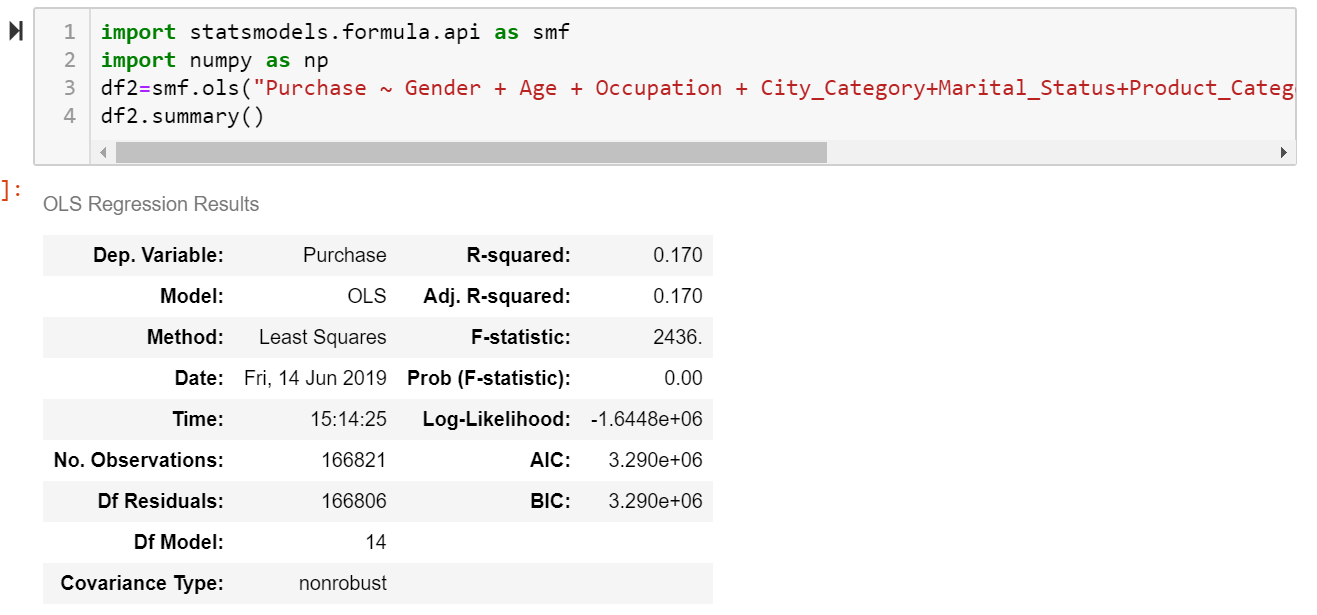 1 import statsmodels.formula.api as smf
2 import numpy as np
3 df2=smf.ols("Purchase ~ Gender + Age + Occupation + City_Category+Marital_Status+Product_Categ
4 df2.summary()
]:
OLS Regression Results
Dep. Variable: Purchase R-squared: 0.170
Model: OLS Adj. R-squared: 0.170
Method: Least Squares F-statistic: 2436.
Date: Fri, 14 Jun 2019 Prob (F-statistic): 0.00
Time: 15:14:25 Log-Likelihood: -1.6448e+06
No. Observations: 166821 AIC: 3.290e+06
Df Residuals: 166806 BIC: 3.290e+06
Df Model: 14
Covariance Type: nonrobust